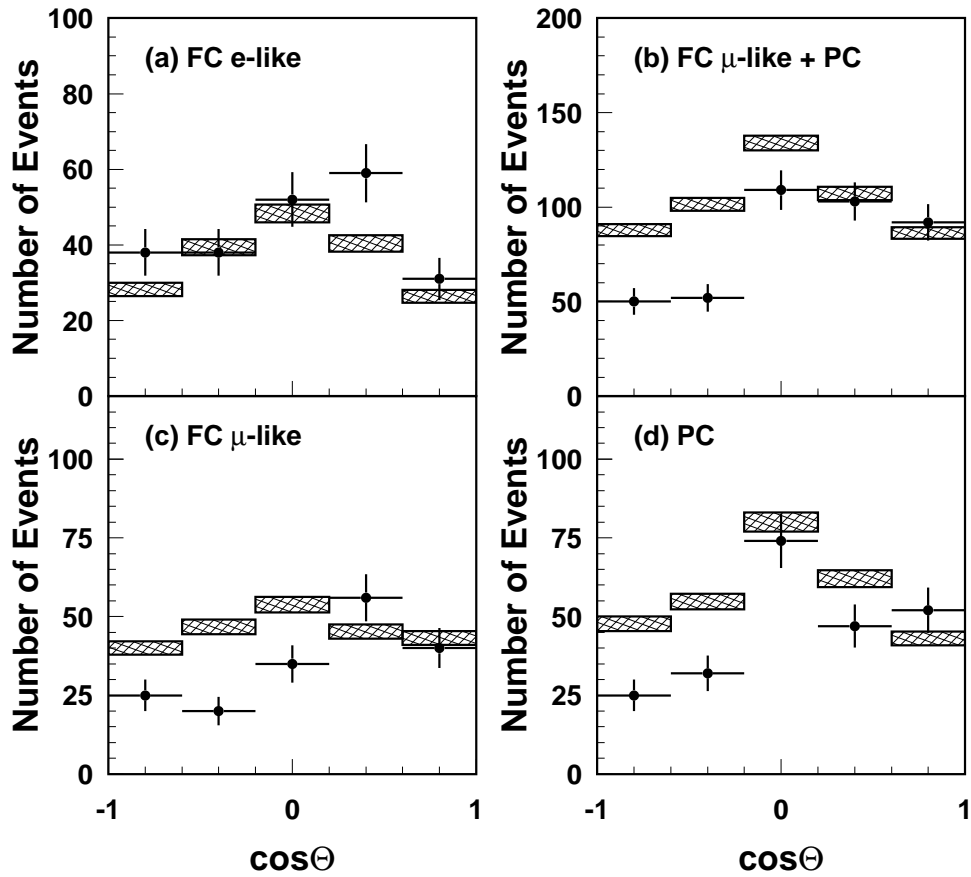 (a) FC e-like
Number of Events
100
80
60
40
20
0
(b) FC μ-like + PC
Number of Events
200
150
100
50
0
(c) FC μ-like
Number of Events
100
75
50
25
0
-1 0 1
cosΘ
(d) PC
Number of Events
100
75
50
25
0
-1 0 1
cosΘ